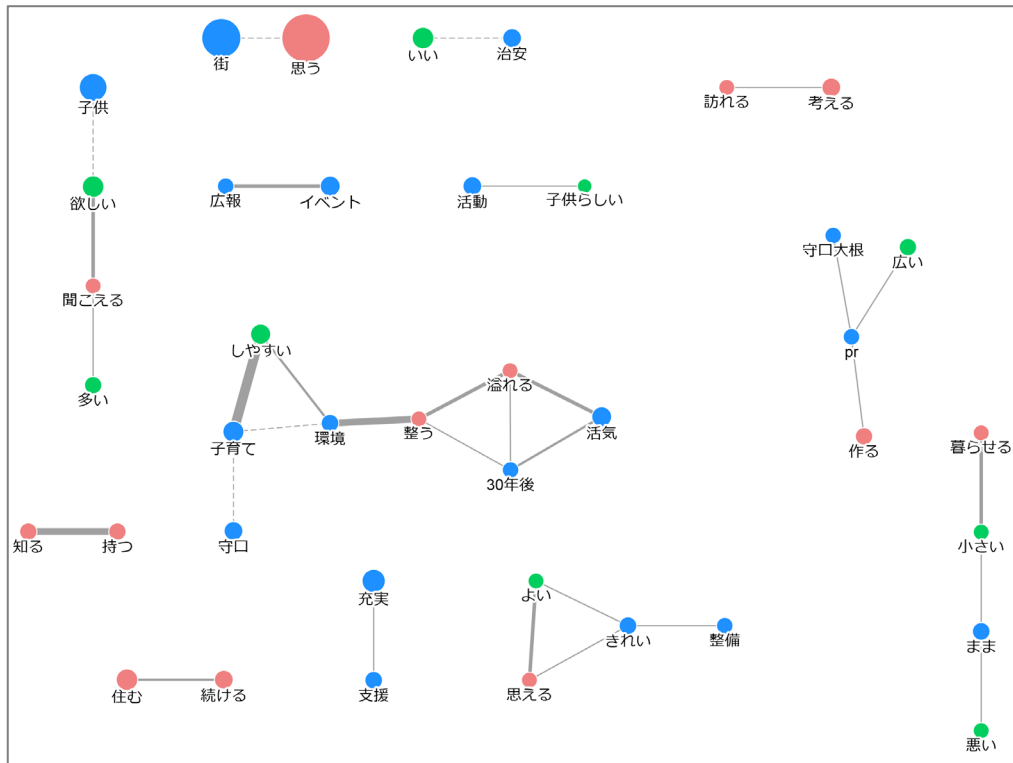 街
思う
いい
治安
子供
訪れる
考える
欲しい
広報
イベント
活動
子供らしい
守口大根
広い
聞こえる
しやすい
pr
溢れる
多い
子育て
環境
整う
活気
作る
暮らせる
30年後
知る
持つ
守口
小さい
充実
よい
きれい
整備
まま
住む
続ける
支援
思える
悪い